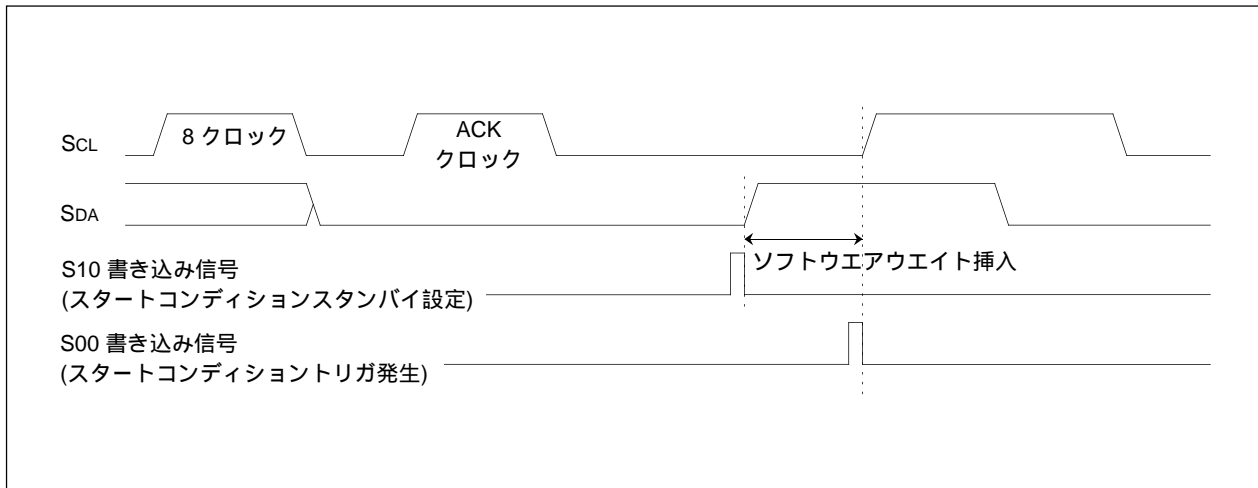 SCL
8 クロック
ACK
クロック
SDA
ソフトウエアウエイト挿入
S10 書き込み信号
(スタートコンディションスタンバイ設定)
S00 書き込み信号
(スタートコンディショントリガ発生)